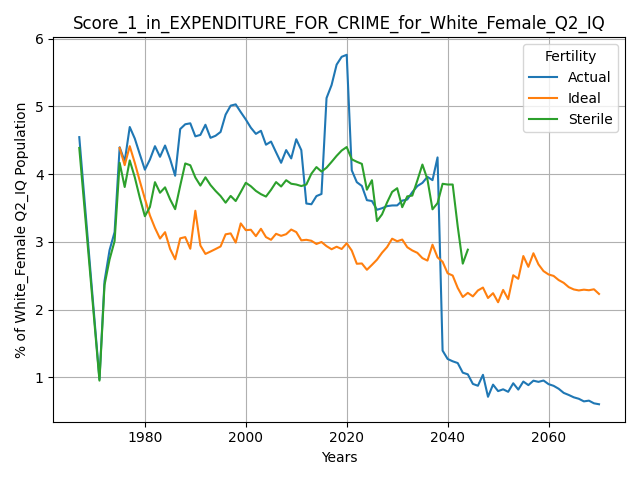 Score_1_in_EXPENDITURE_FOR_CRIME_for_White_Female_Q2_IQ
% of White_Female Q2_IQ Population
6
5
4
3
2
1
Fertility
Actual
Ideal
Sterile
1980 2000 2020 2040 2060
Years